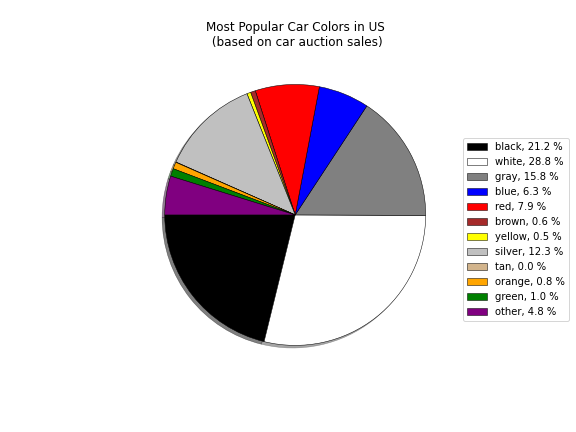 Most Popular Car Colors in US
(based on car auction sales)
black, 21.2 %
white, 28.8 %
gray, 15.8 %
blue, 6.3 %
red, 7.9 %
brown, 0.6 %
yellow, 0.5 %
silver, 12.3 %
tan, 0.0 %
orange, 0.8 %
green, 1.0 %
other, 4.8 %